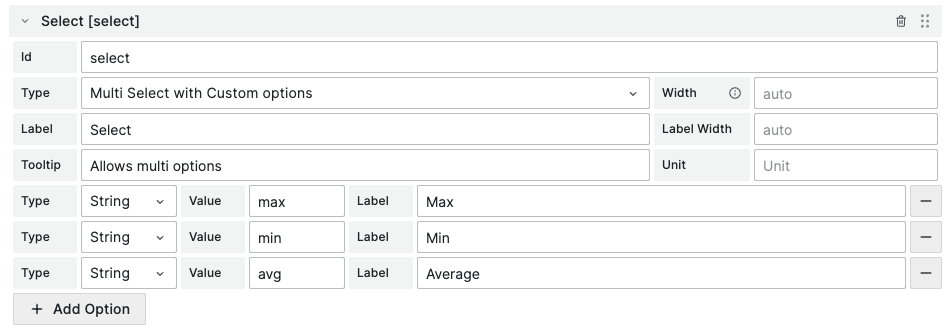 Select [select]
Id select
Type Multi Select with Custom options Width auto
Label Select Label Width auto
Tooltip Allows multi options Unit Unit
Type String Value max Label Max
Type String Value min Label Min
Type String Value avg Label Average
Add Option